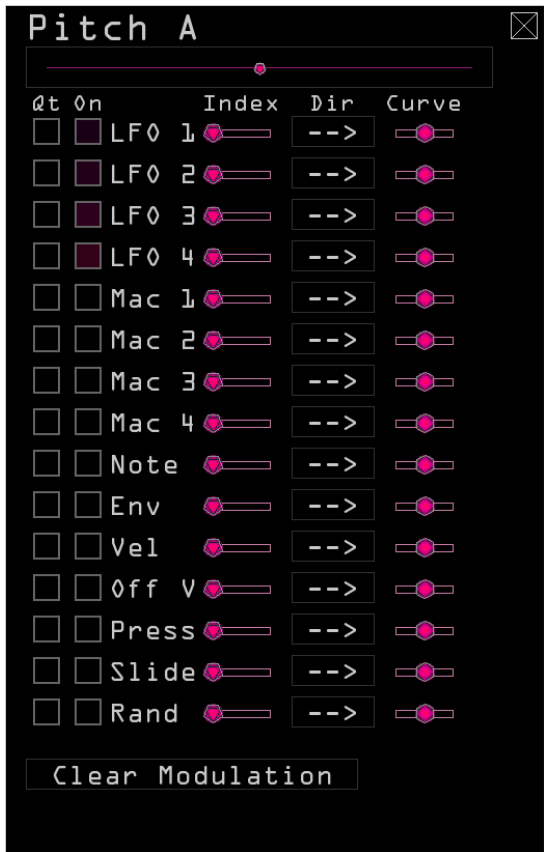 Pitch A
Qt On Index Dir Curve
LFO 1 -->
LFO 2 -->
LFO 3 -->
LFO 4 -->
Mac 1 -->
Mac 2 -->
Mac 3 -->
Mac 4 -->
Note -->
Env -->
Vel -->
Off V -->
Press -->
Slide -->
Rand -->
Clear Modulation